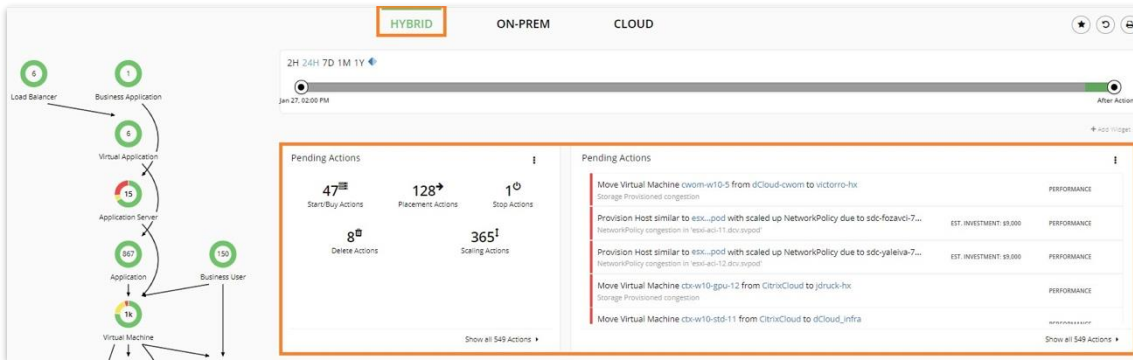 HYBRID ON-PREM CLOUD
2H 24H 7D 1M 1Y
Jan 27, 02:00 PM After Action
+ Add Widget
6
Load Balancer
1
Business Application
6
Virtual Application
15
Application Server
867
Application
150
Business User
1k
Virtual Machine
Pending Actions
47 128 1
Start/Buy Actions Placement Actions Stop Actions
8 365
Delete Actions Scaling Actions
Show all 549 Actions
Pending Actions
Move Virtual Machine cwom-w10-5 from dCloud-cwom to victorro-hx
Storage Provisioned congestion
PERFORMANCE
Provision Host similar to esx...pod with scaled up NetworkPolicy due to sdc-fozavci-7...
NetworkPolicy congestion in 'esxi-aci-11.dcv.svpod'
EST. INVESTMENT: $9,000 PERFORMANCE
Provision Host similar to esx...pod with scaled up NetworkPolicy due to sdc-yaleiva-7...
NetworkPolicy congestion in 'esxi-aci-12.dcv.svpod'
EST. INVESTMENT: $9,000 PERFORMANCE
Move Virtual Machine ctx-w10-gpu-12 from CitrixCloud to jdruck-hx
Storage Provisioned congestion
PERFORMANCE
Move Virtual Machine ctx-w10-std-11 from CitrixCloud to dCloud_infra
PERFORMANCE
Show all 549 Actions